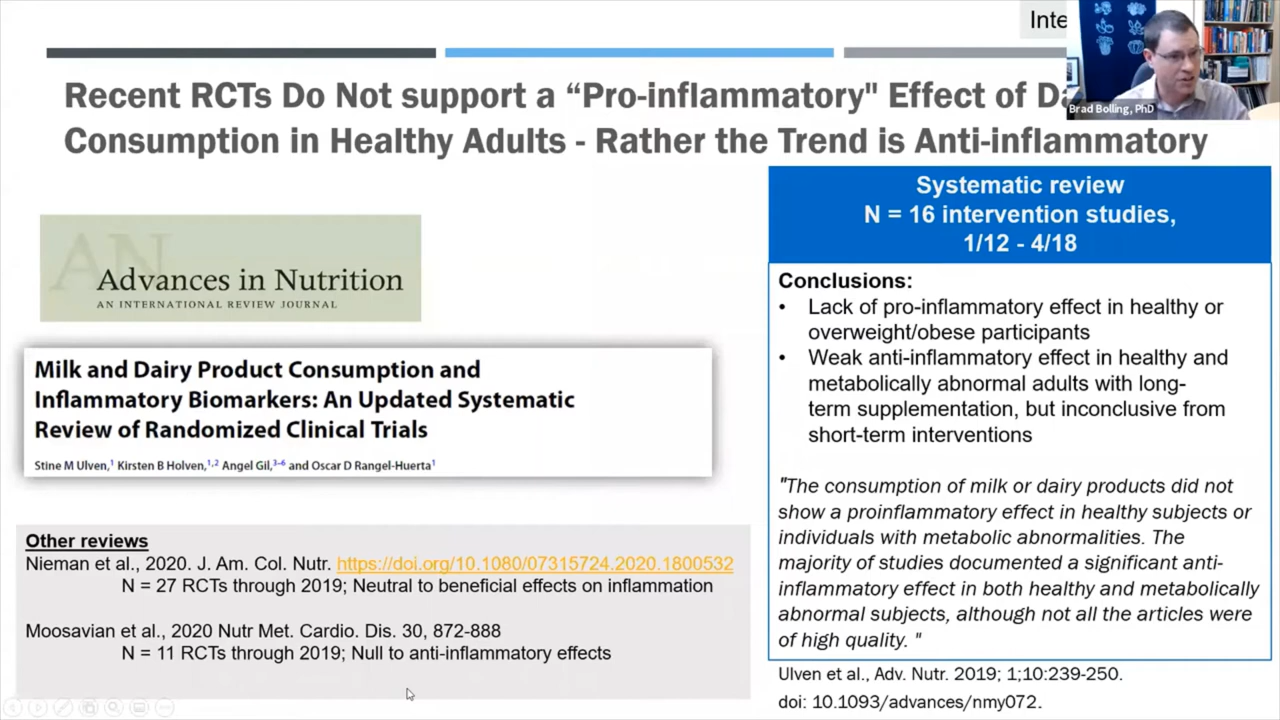 Inte
Recent RCTs Do Not support a “Pro-inflammatory" Effect of Da
Consumption in Healthy Adults - Rather the Trend is Anti-inflammatory
Brad Bolling, PhD
AN
Advances in Nutrition
AN INTERNATIONAL REVIEW JOURNAL
Milk and Dairy Product Consumption and
Inflammatory Biomarkers: An Updated Systematic
Review of Randomized Clinical Trials
Stine M Ulven,1 Kirsten B Holven,1,2 Angel Gil,3–6 and Oscar D Rangel-Huerta1
Other reviews
Nieman et al., 2020. J. Am. Col. Nutr. https://doi.org/10.1080/07315724.2020.1800532
N = 27 RCTs through 2019; Neutral to beneficial effects on inflammation
Moosavian et al., 2020 Nutr Met. Cardio. Dis. 30, 872-888
N = 11 RCTs through 2019; Null to anti-inflammatory effects
Systematic review
N = 16 intervention studies,
1/12 - 4/18
Conclusions:
• Lack of pro-inflammatory effect in healthy or
overweight/obese participants
• Weak anti-inflammatory effect in healthy and
metabolically abnormal adults with long-
term supplementation, but inconclusive from
short-term interventions
"The consumption of milk or dairy products did not
show a proinflammatory effect in healthy subjects or
individuals with metabolic abnormalities. The
majority of studies documented a significant anti-
inflammatory effect in both healthy and metabolically
abnormal subjects, although not all the articles were
of high quality. "
Ulven et al., Adv. Nutr. 2019; 1;10:239-250.
doi: 10.1093/advances/nmy072.